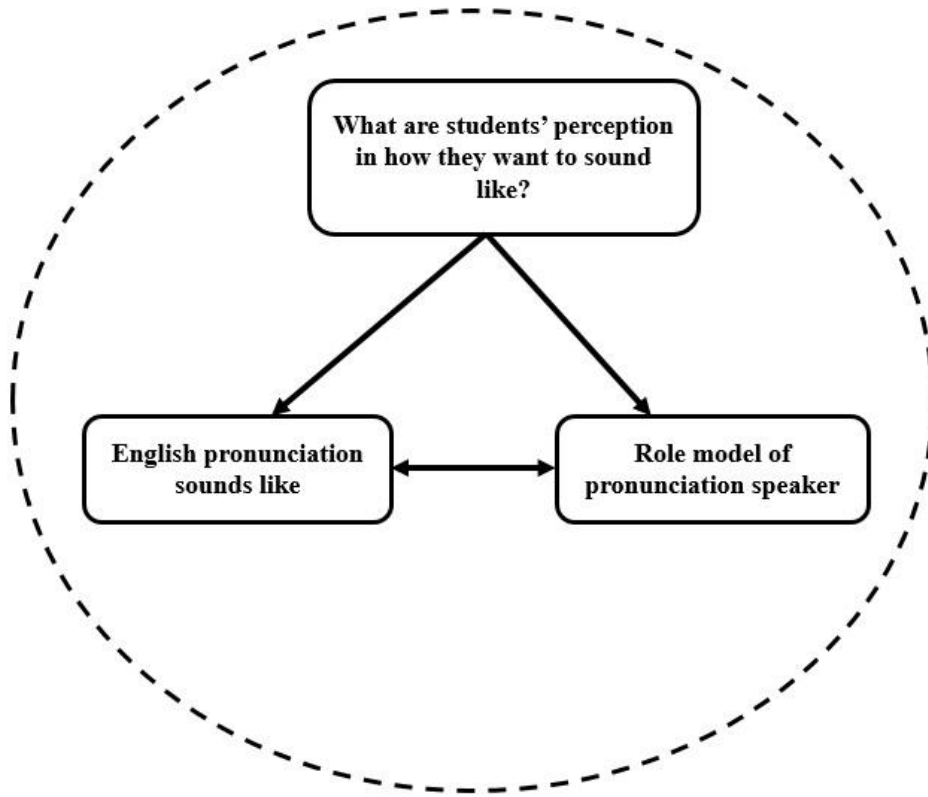 What are students’ perception
in how they want to sound
like?
English pronunciation
sounds like
Role model of
pronunciation speaker